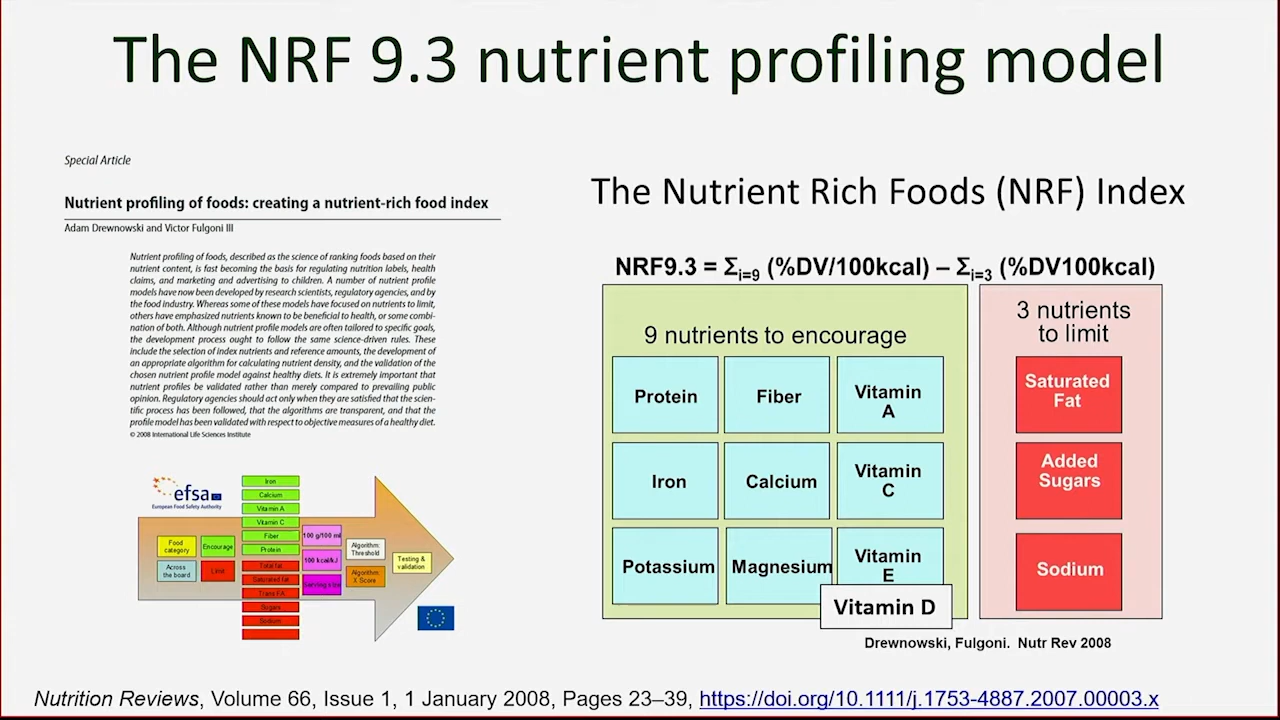 The NRF 9.3 nutrient profiling model
Special Article
Nutrient profiling of foods: creating a nutrient-rich food index
Adam Drewnowski and Victor Fulgoni III
Nutrient profiling of foods, described as the science of ranking foods based on their
nutrient content, is fast becoming the basis for regulating nutrition labels, health
claims, and marketing and advertising to children. A number of nutrient profile
models have now been developed by research scientists, regulatory agencies, and by
the food industry. Whereas some of these models have focused on nutrients to limit,
others have emphasized nutrients known to be beneficial to health, or some combi-
nation of both. Although nutrient profile models are often tailored to specific goals,
the development process ought to follow the same science-driven rules. These
include the selection of index nutrients and reference amounts, the development of
an appropriate algorithm for calculating nutrient density, and the validation of the
chosen nutrient profile model against healthy diets. It is extremely important that
nutrient profiles be validated rather than merely compared to prevailing public
opinion. Regulatory agencies should act only when they are satisfied that the scien-
tific process has been followed, that the algorithms are transparent, and that the
profile model has been validated with respect to objective measures of a healthy diet.
© 2008 International Life Sciences Institute
efsa
European Food Safety Authority
Food
category
Across
the board
Encourage
Limit
Iron
Calcium
Vitamin A
Vitamin C
Fiber
Protein
Total fat
Saturated fat
Trans FA
Sugars
Sodium
100 g/100 ml
100 kcal/kJ
Serving size
Algorithm:
Threshold
Algorithm:
X Score
Testing &
validation
The Nutrient Rich Foods (NRF) Index
NRF9.3 = Σi=9 (%DV/100kcal) – Σi=3 (%DV100kcal)
9 nutrients to encourage
Protein
Fiber
Vitamin
A
Iron
Calcium
Vitamin
C
Potassium
Magnesium
Vitamin
E
Vitamin D
3 nutrients
to limit
Saturated
Fat
Added
Sugars
Sodium
Drewnowski, Fulgoni. Nutr Rev 2008
Nutrition Reviews, Volume 66, Issue 1, 1 January 2008, Pages 23–39, https://doi.org/10.1111/j.1753-4887.2007.00003.x